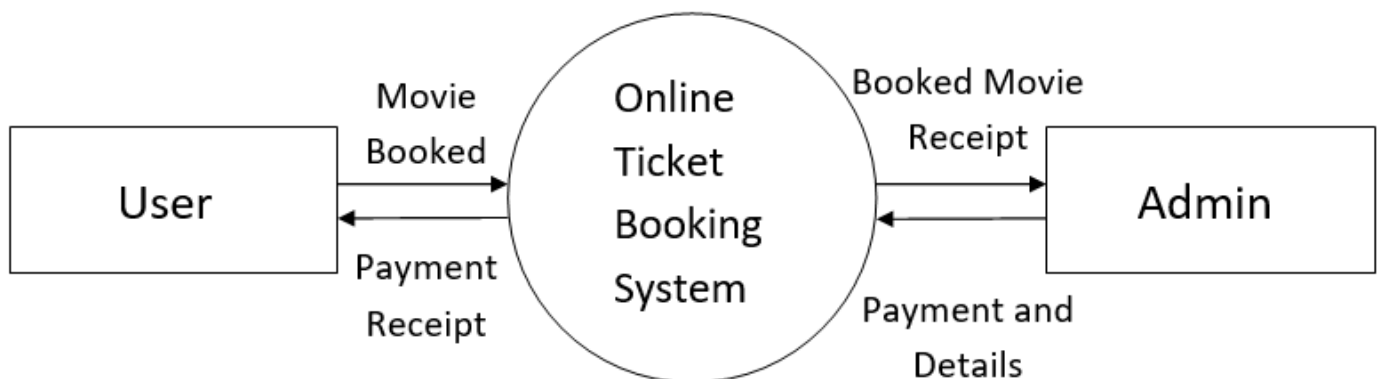 User
Movie
Booked
Payment
Receipt
Online
Ticket
Booking
System
Booked Movie
Receipt
Payment and
Details
Admin